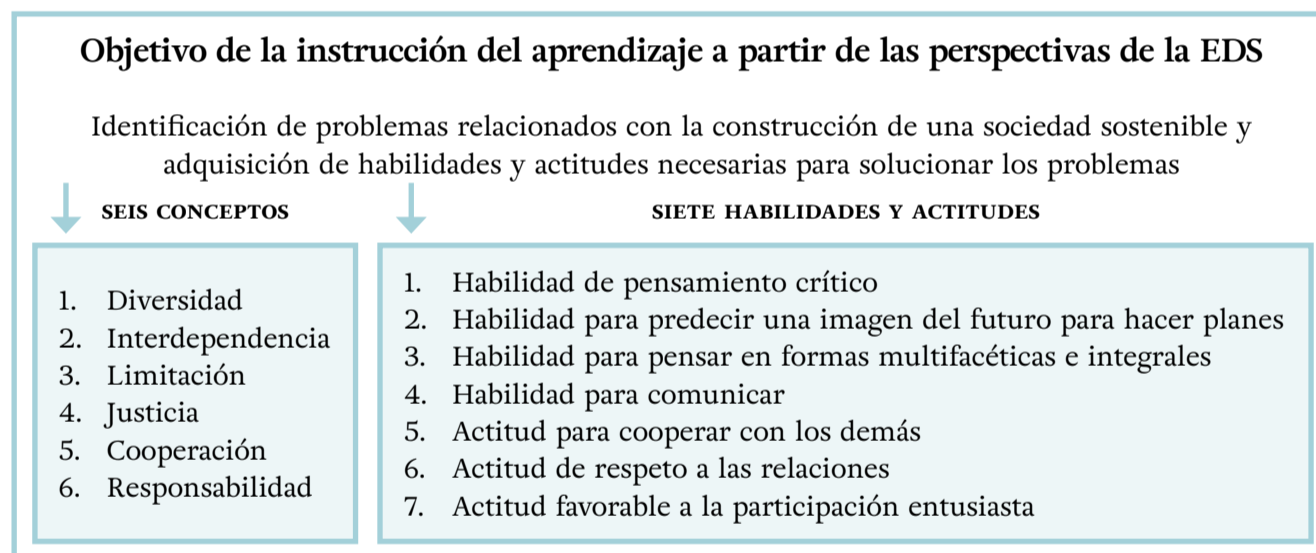 Objetivo de la instrucción del aprendizaje a partir de las perspectivas de la EDS
Identificación de problemas relacionados con la construcción de una sociedad sostenible y
adquisición de habilidades y actitudes necesarias para solucionar los problemas
SEIS CONCEPTOS
1. Diversidad
2. Interdependencia
3. Limitación
4. Justicia
5. Cooperación
6. Responsabilidad
SIETE HABILIDADES Y ACTITUDES
1. Habilidad de pensamiento crítico
2. Habilidad para predecir una imagen del futuro para hacer planes
3. Habilidad para pensar en formas multifacéticas e integrales
4. Habilidad para comunicar
5. Actitud para cooperar con los demás
6. Actitud de respeto a las relaciones
7. Actitud favorable a la participación entusiasta